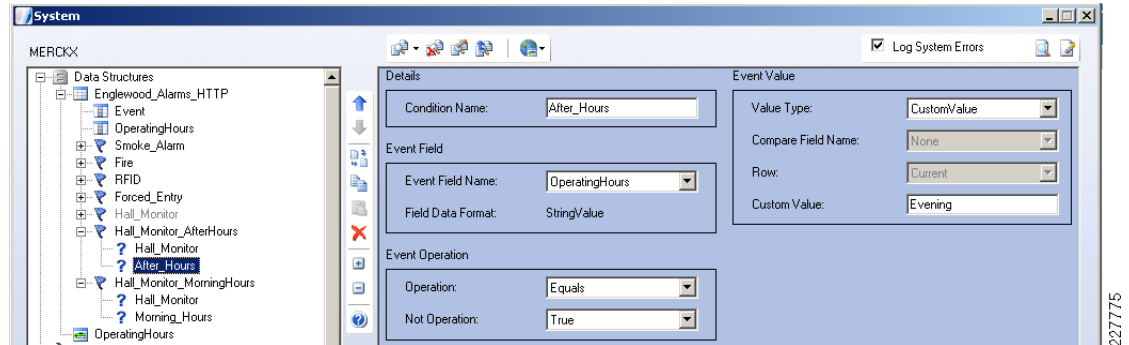 System
MERCKX
Log System Errors
Data Structures
Englewood_Alarms_HTTP
Event
OperatingHours
Smoke_Alarm
Fire
RFID
Forced_Entry
Hall_Monitor
Hall_Monitor_AfterHours
? Hall_Monitor
? After_Hours
Hall_Monitor_MorningHours
? Hall_Monitor
? Morning_Hours
OperatingHours
Details
Condition Name: After_Hours
Event Field
Event Field Name: OperatingHours
Field Data Format: StringValue
Event Operation
Operation: Equals
Not Operation: True
Event Value
Value Type: CustomValue
Compare Field Name: None
Row: Current
Custom Value: Evening
227775